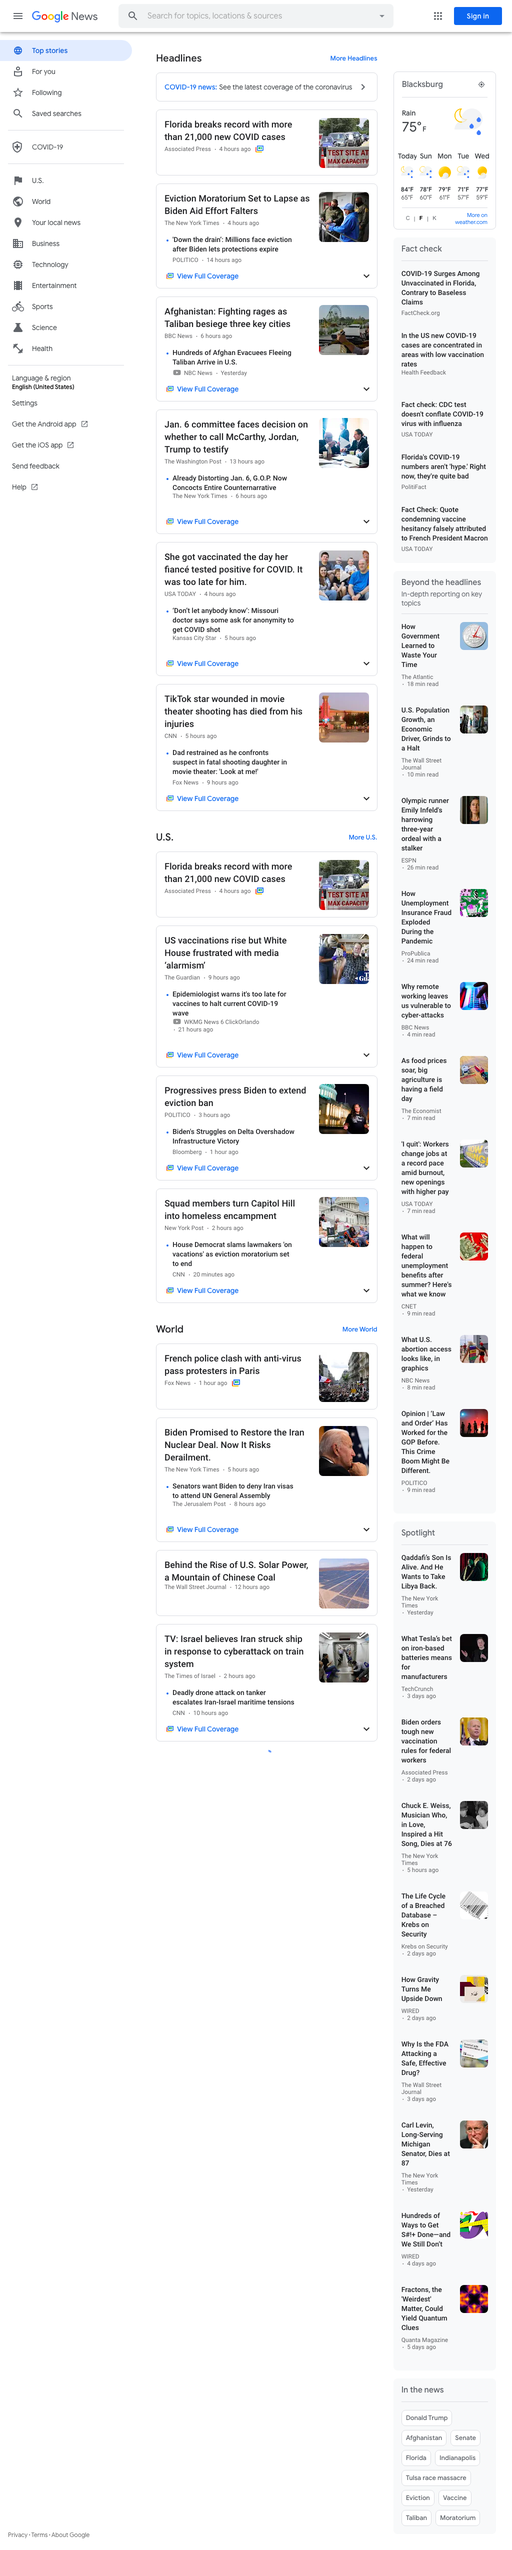 Google News
Search for topics, locations & sources
Sign in
Top stories
For you
Following
Saved searches
COVID-19
U.S.
World
Your local news
Business
Technology
Entertainment
Sports
Science
Health
Language & region
English (United States)
Settings
Get the Android app
Get the iOS app
Send feedback
Help
Headlines
More Headlines
COVID-19 news: See the latest coverage of the coronavirus
Florida breaks record with more
than 21,000 new COVID cases
Associated Press · 4 hours ago
TEST SITE AT
MAX CAPACITY
Eviction Moratorium Set to Lapse as
Biden Aid Effort Falters
The New York Times · 4 hours ago
'Down the drain': Millions face eviction
after Biden lets protections expire
POLITICO · 14 hours ago
View Full Coverage
Afghanistan: Fighting rages as
Taliban besiege three key cities
BBC News · 6 hours ago
Hundreds of Afghan Evacuees Fleeing
Taliban Arrive in U.S.
NBC News · Yesterday
View Full Coverage
Jan. 6 committee faces decision on
whether to call McCarthy, Jordan,
Trump to testify
The Washington Post · 13 hours ago
Already Distorting Jan. 6, G.O.P. Now
Concocts Entire Counternarrative
The New York Times · 6 hours ago
View Full Coverage
She got vaccinated the day her
fiancé tested positive for COVID. It
was too late for him.
USA TODAY · 4 hours ago
'Don't let anybody know': Missouri
doctor says some ask for anonymity to
get COVID shot
Kansas City Star · 5 hours ago
View Full Coverage
TikTok star wounded in movie
theater shooting has died from his
injuries
CNN · 5 hours ago
Dad restrained as he confronts
suspect in fatal shooting daughter in
movie theater: 'Look at me!'
Fox News · 9 hours ago
View Full Coverage
U.S.
More U.S.
Florida breaks record with more
than 21,000 new COVID cases
Associated Press · 4 hours ago
TEST SITE AT
MAX CAPACITY
US vaccinations rise but White
House frustrated with media
'alarmism'
The Guardian · 9 hours ago
Epidemiologist warns it's too late for
vaccines to halt current COVID-19
wave
WKMG News 6 ClickOrlando
· 21 hours ago
View Full Coverage
Progressives press Biden to extend
eviction ban
POLITICO · 3 hours ago
Biden's Struggles on Delta Overshadow
Infrastructure Victory
Bloomberg · 1 hour ago
View Full Coverage
Squad members turn Capitol Hill
into homeless encampment
New York Post · 2 hours ago
House Democrat slams lawmakers 'on
vacations' as eviction moratorium set
to end
CNN · 20 minutes ago
View Full Coverage
World
More World
French police clash with anti-virus
pass protesters in Paris
Fox News · 1 hour ago
Biden Promised to Restore the Iran
Nuclear Deal. Now It Risks
Derailment.
The New York Times · 5 hours ago
Senators want Biden to deny Iran visas
to attend UN General Assembly
The Jerusalem Post · 8 hours ago
View Full Coverage
Behind the Rise of U.S. Solar Power,
a Mountain of Chinese Coal
The Wall Street Journal · 12 hours ago
TV: Israel believes Iran struck ship
in response to cyberattack on train
system
The Times of Israel · 2 hours ago
Deadly drone attack on tanker
escalates Iran-Israel maritime tensions
CNN · 10 hours ago
View Full Coverage
Blacksburg
Rain
75°F
Today Sun Mon Tue Wed
84°F 78°F 79°F 71°F 77°F
65°F 60°F 61°F 57°F 59°F
C | F | K
More on
weather.com
Fact check
COVID-19 Surges Among
Unvaccinated in Florida,
Contrary to Baseless
Claims
FactCheck.org
In the US new COVID-19
cases are concentrated in
areas with low vaccination
rates
Health Feedback
Fact check: CDC test
doesn't conflate COVID-19
virus with influenza
USA TODAY
Florida's COVID-19
numbers aren't 'hype.' Right
now, they're quite bad
PolitiFact
Fact Check: Quote
condemning vaccine
hesitancy falsely attributed
to French President Macron
USA TODAY
Beyond the headlines
In-depth reporting on key
topics
How
Government
Learned to
Waste Your
Time
The Atlantic
· 18 min read
U.S. Population
Growth, an
Economic
Driver, Grinds to
a Halt
The Wall Street
Journal
· 10 min read
Olympic runner
Emily Infeld's
harrowing
three-year
ordeal with a
stalker
ESPN
· 26 min read
How
Unemployment
Insurance Fraud
Exploded
During the
Pandemic
ProPublica
· 24 min read
Why remote
working leaves
us vulnerable to
cyber-attacks
BBC News
· 4 min read
As food prices
soar, big
agriculture is
having a field
day
The Economist
· 7 min read
'I quit': Workers
change jobs at
a record pace
amid burnout,
new openings
with higher pay
USA TODAY
· 7 min read
What will
happen to
federal
unemployment
benefits after
summer? Here's
what we know
CNET
· 9 min read
What U.S.
abortion access
looks like, in
graphics
NBC News
· 8 min read
Opinion | 'Law
and Order' Has
Worked for the
GOP Before.
This Crime
Boom Might Be
Different.
POLITICO
· 9 min read
Spotlight
Qaddafi's Son Is
Alive. And He
Wants to Take
Libya Back.
The New York
Times
· Yesterday
What Tesla's bet
on iron-based
batteries means
for
manufacturers
TechCrunch
· 3 days ago
Biden orders
tough new
vaccination
rules for federal
workers
Associated Press
· 2 days ago
Chuck E. Weiss,
Musician Who,
in Love,
Inspired a Hit
Song, Dies at 76
The New York
Times
· 5 hours ago
The Life Cycle
of a Breached
Database –
Krebs on
Security
Krebs on Security
· 2 days ago
How Gravity
Turns Me
Upside Down
WIRED
· 2 days ago
Why Is the FDA
Attacking a
Safe, Effective
Drug?
The Wall Street
Journal
· 3 days ago
Carl Levin,
Long-Serving
Michigan
Senator, Dies at
87
The New York
Times
· Yesterday
Hundreds of
Ways to Get
S#!+ Done—and
We Still Don't
WIRED
· 4 days ago
Fractons, the
'Weirdest'
Matter, Could
Yield Quantum
Clues
Quanta Magazine
· 5 days ago
In the news
Donald Trump
Afghanistan Senate
Florida Indianapolis
Tulsa race massacre
Eviction Vaccine
Taliban Moratorium
Privacy · Terms · About Google